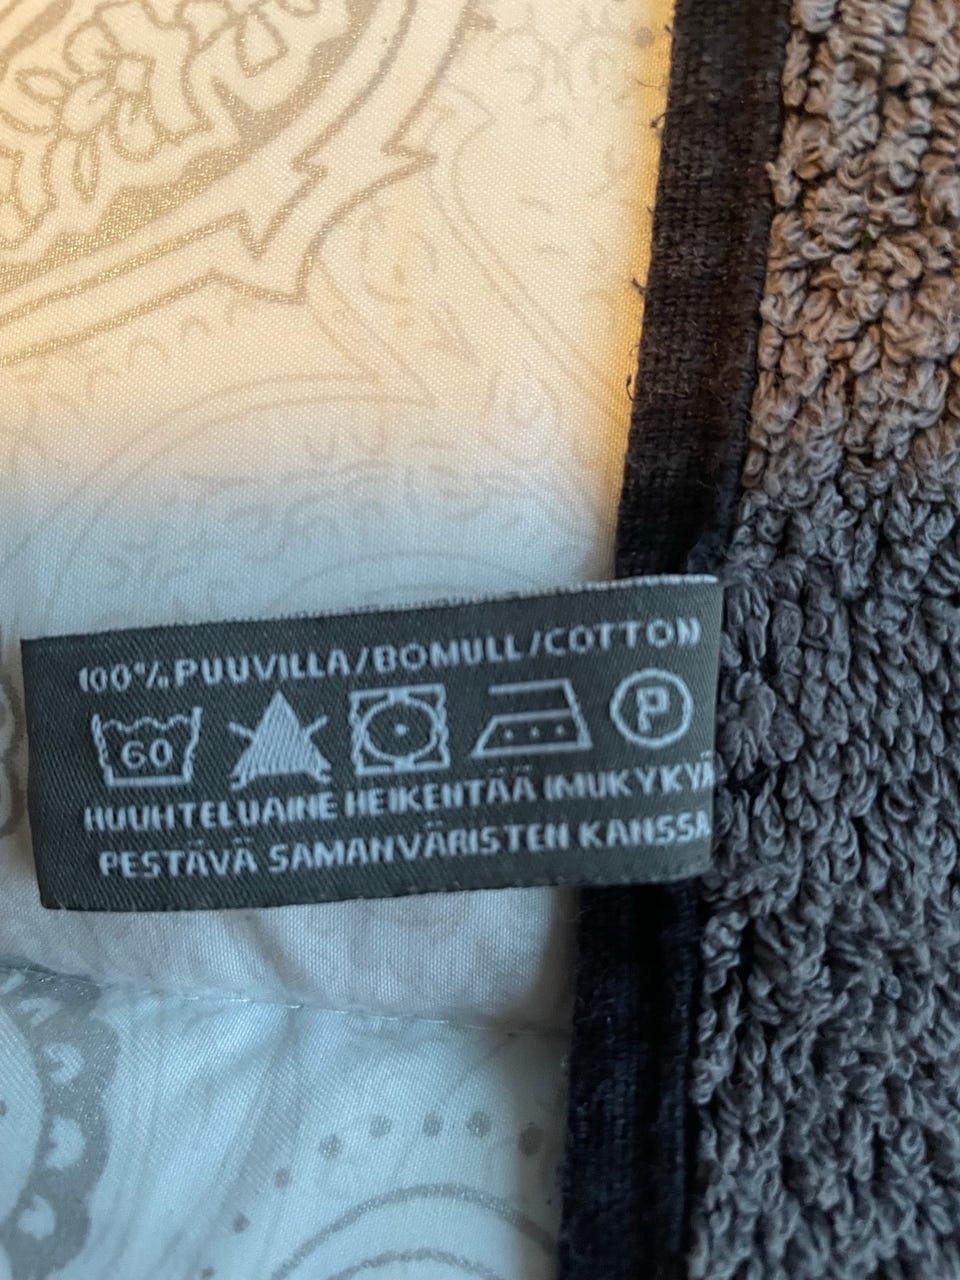 100% PUUVILLA/BOMULL/COTTON
60 P
HUUHTELUAINE HEIKENTÄÄ IMUKYKYÄ
PESTÄVÄ SAMANVÄRISTEN KANSSA